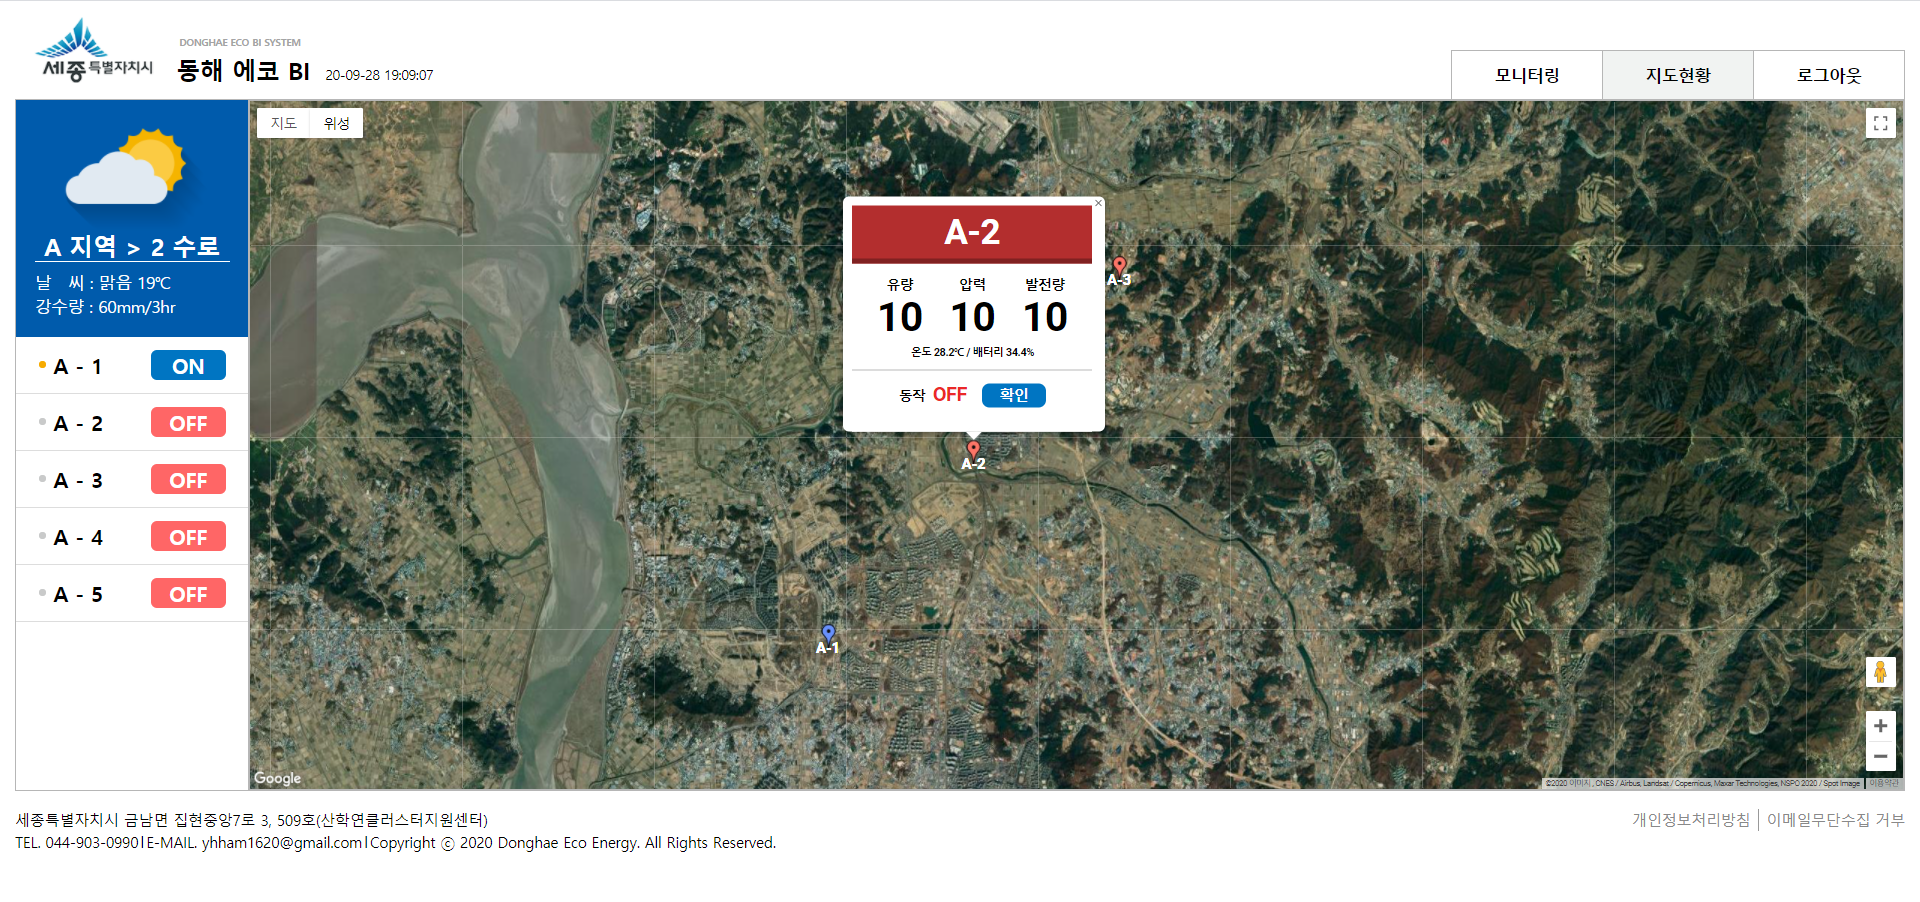 세종특별자치시
DONGHAE ECO BI SYSTEM
동해 에코 BI 20-09-28 19:09:07
모니터링 지도현황 로그아웃
A 지역 > 2 수로
날 씨 : 맑음 19℃
강수량 : 60mm/3hr
A - 1 ON
A - 2 OFF
A - 3 OFF
A - 4 OFF
A - 5 OFF
지도 위성
A-2
유량 압력 발전량
10 10 10
온도 28.2℃ / 배터리 34.4%
동작 OFF 확인
A-3
A-2
A-1
Google
©2020 이미지 , CNES / Airbus, Landsat / Copernicus, Maxar Technologies, NSPO 2020 / Spot Image 이용약관
세종특별자치시 금남면 집현중앙7로 3, 509호(산학연클러스터지원센터)
TEL. 044-903-0990lE-MAIL. yhham1620@gmail.comlCopyright ⓒ 2020 Donghae Eco Energy. All Rights Reserved.
개인정보처리방침 이메일무단수집 거부